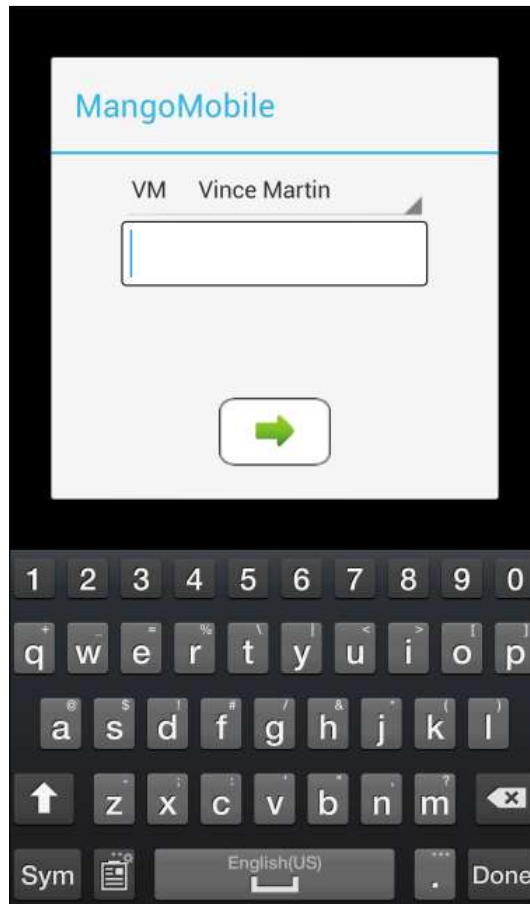 MangoMobile
VM Vince Martin
1 2 3 4 5 6 7 8 9 0
+ _ = % \ | < > [ ]
q w e r t y u i o p
@ $ ! # / & * ( )
a s d f g h j k l
- ; : ' " , ?
z x c v b n m
English(US)
Sym . Done